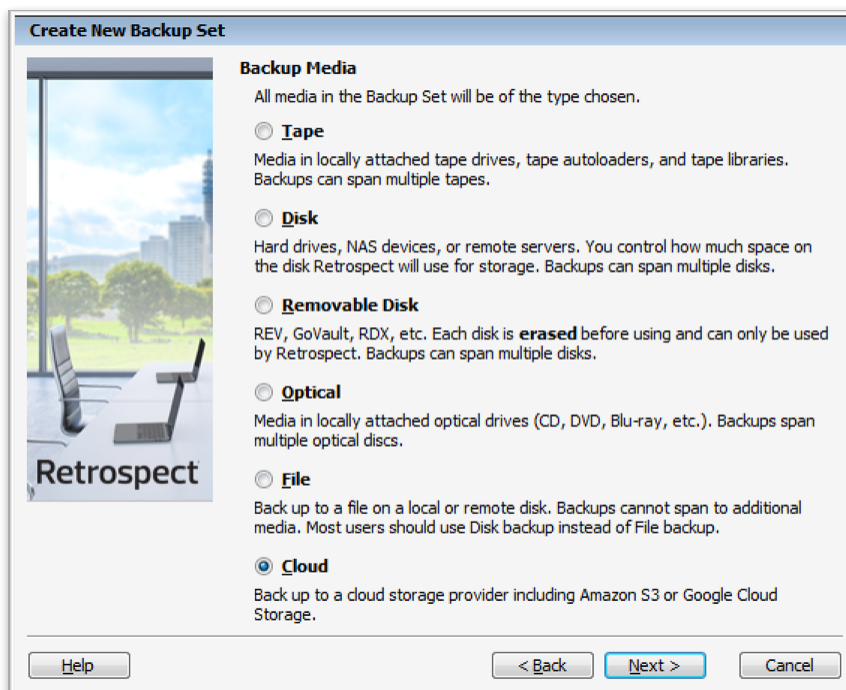 Create New Backup Set
Backup Media
All media in the Backup Set will be of the type chosen.
Tape
Media in locally attached tape drives, tape autoloaders, and tape libraries.
Backups can span multiple tapes.
Disk
Hard drives, NAS devices, or remote servers. You control how much space on
the disk Retrospect will use for storage. Backups can span multiple disks.
Removable Disk
REV, GoVault, RDX, etc. Each disk is erased before using and can only be used
by Retrospect. Backups can span multiple disks.
Optical
Media in locally attached optical drives (CD, DVD, Blu-ray, etc.). Backups span
multiple optical discs.
File
Back up to a file on a local or remote disk. Backups cannot span to additional
media. Most users should use Disk backup instead of File backup.
Cloud
Back up to a cloud storage provider including Amazon S3 or Google Cloud
Storage.
Retrospect
Help
< Back
Next >
Cancel